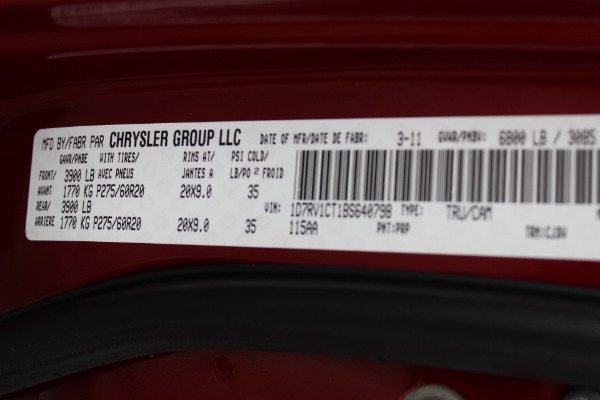 MFD BY/FABR PAR CHRYSLER GROUP LLC DATE OF MFR/DATE DE FABR: 3-11 GVWR/PNBV: 6800 LB / 3085
GAWR/PNBE WITH TIRES/ RIMS AT/ PSI COLD/
FRONT/ 3900 LB AVEC PNEUS JANTES A LB/PO² FROID
AVANT 1770 KG P275/60R20 20X9.0 35
REAR/ 3900 LB VIN: 1D7RV1CT1BS640798 TYPE: TRU/CAM
ARRIERE 1770 KG P275/60R20 20X9.0 35 115AA PNT:PRP TRM:CJDV